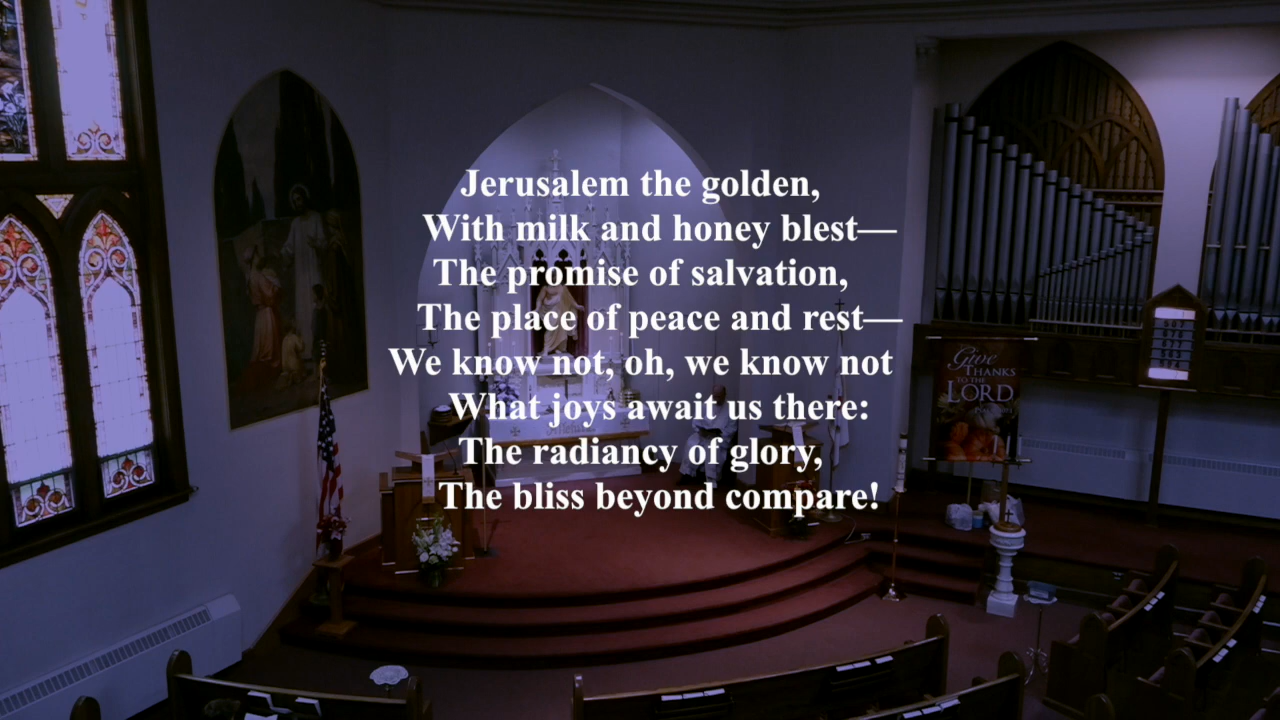 Jerusalem the golden,
With milk and honey blest—
The promise of salvation,
The place of peace and rest—
We know not, oh, we know not
What joys await us there:
The radiancy of glory,
The bliss beyond compare!
Give
THANKS
TO THE
LORD